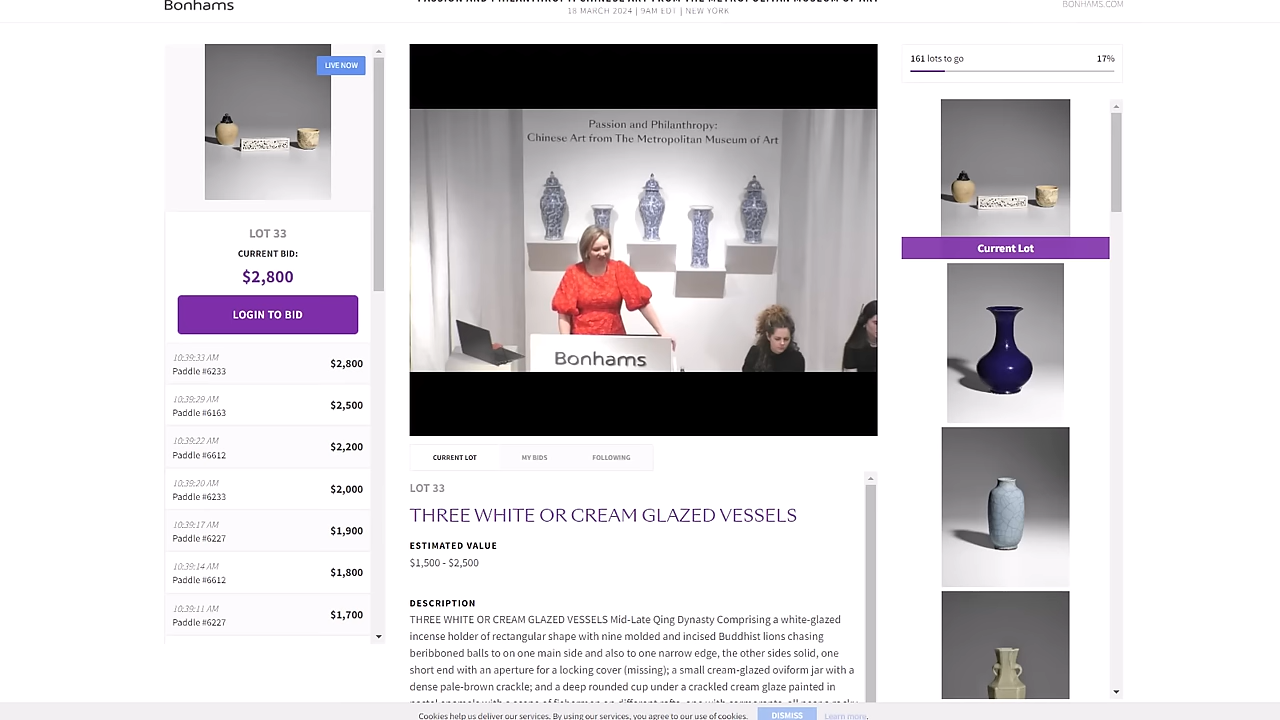 Bonhams
PASSION AND PHILANTHROPY: CHINESE ART FROM THE METROPOLITAN MUSEUM OF ART
18 MARCH 2024 | 9AM EDT | NEW YORK
BONHAMS.COM
LIVE NOW
LOT 33
CURRENT BID:
$2,800
LOGIN TO BID
10:39:33 AM
Paddle #6233
$2,800
10:39:29 AM
Paddle #6163
$2,500
10:39:22 AM
Paddle #6612
$2,200
10:39:20 AM
Paddle #6233
$2,000
10:39:17 AM
Paddle #6227
$1,900
10:39:14 AM
Paddle #6612
$1,800
10:39:11 AM
Paddle #6227
$1,700
Passion and Philanthropy:
Chinese Art from The Metropolitan Museum of Art
Bonhams
CURRENT LOT
MY BIDS
FOLLOWING
LOT 33
THREE WHITE OR CREAM GLAZED VESSELS
ESTIMATED VALUE
$1,500 - $2,500
DESCRIPTION
THREE WHITE OR CREAM GLAZED VESSELS Mid-Late Qing Dynasty Comprising a white-glazed
incense holder of rectangular shape with nine molded and incised Buddhist lions chasing
beribboned balls to on one main side and also to one narrow edge, the other sides solid, one
short end with an aperture for a locking cover (missing); a small cream-glazed oviform jar with a
dense pale-brown crackle; and a deep rounded cup under a crackled cream glaze painted in
161 lots to go
17%
Current Lot
Cookies help us deliver our services. By using our services, you agree to our use of cookies.
DISMISS
Learn more.